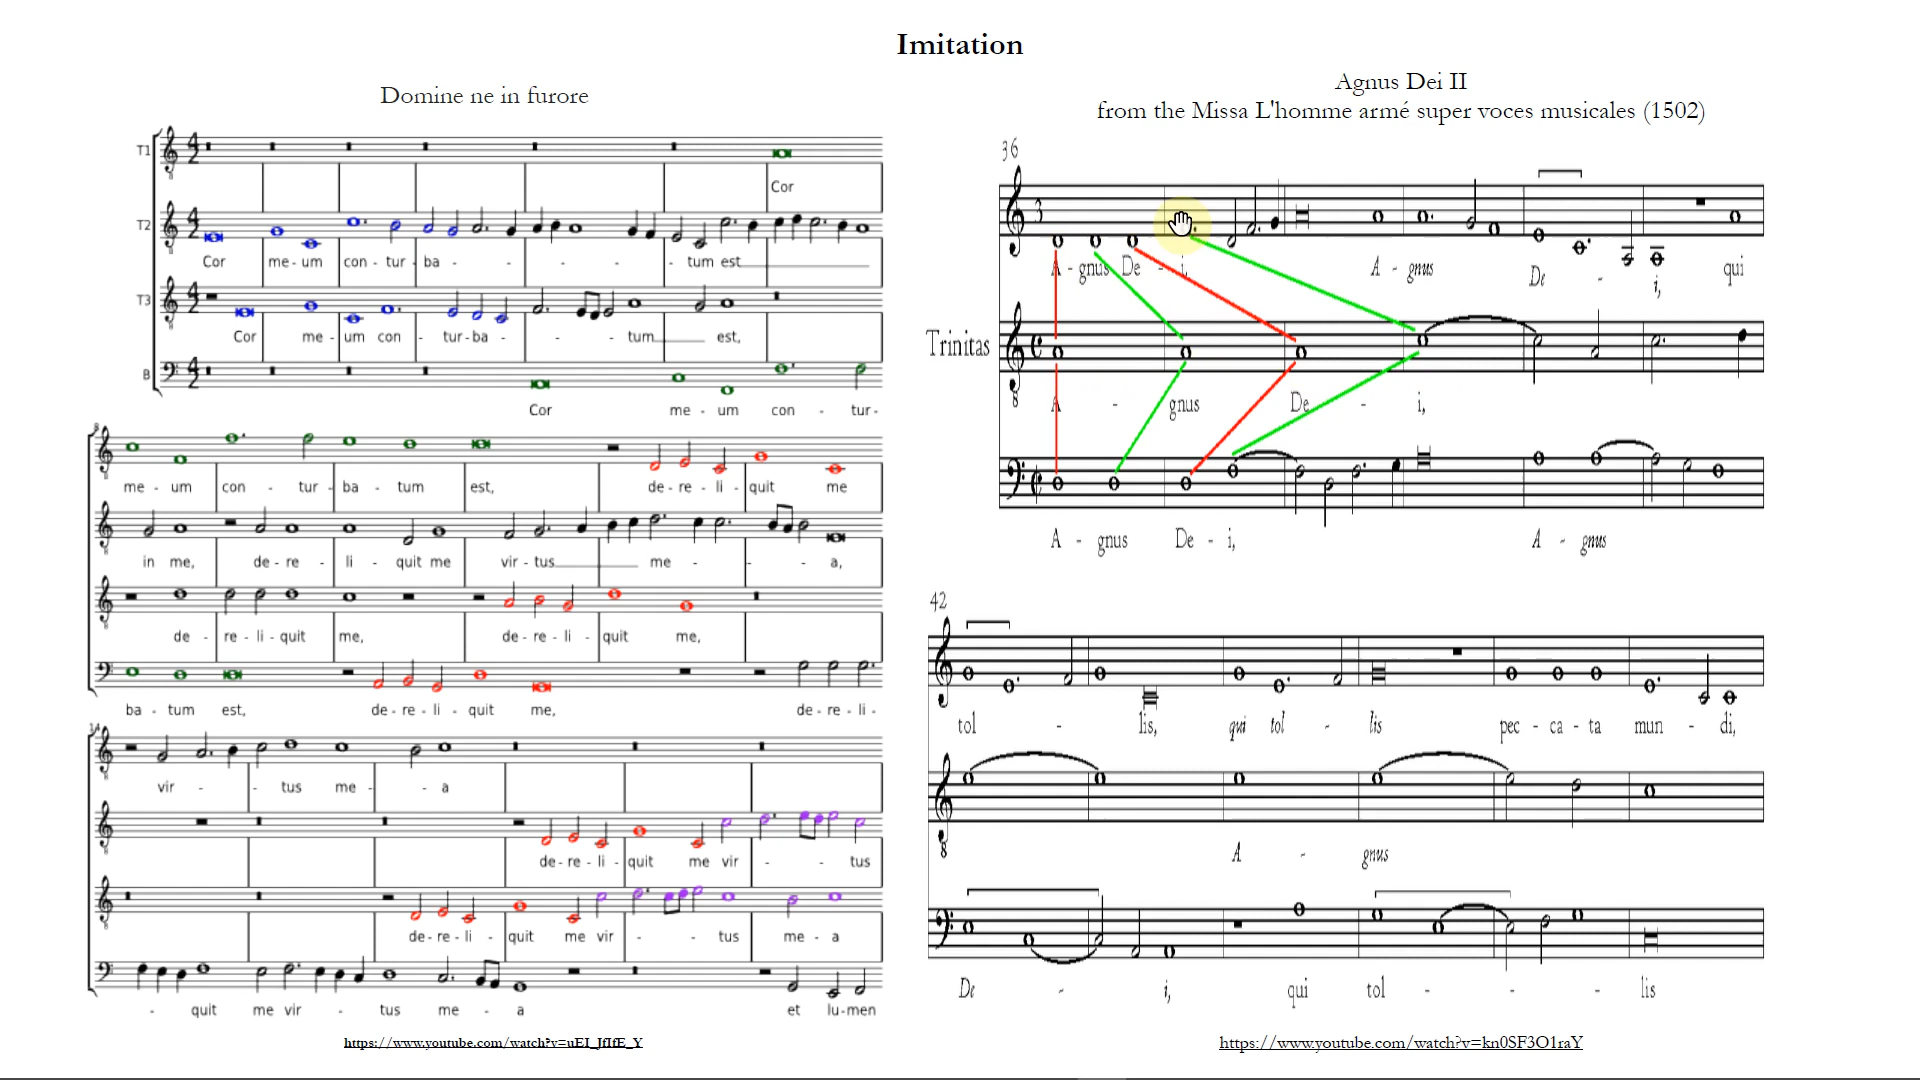 Imitation
Domine ne in furore
T1
Cor
T2
Cor me - um con - tur - ba - - - - tum est
T3
Cor me - um con - tur - ba - - tum est,
B
Cor me - um con - tur -
8
me - um con - tur - ba - tum est, de - re - li - quit me
in me, de - re - li - quit me vir - tus me - - a,
de - re - li - quit me, de - re - li - quit me,
ba - tum est, de - re - li - quit me, de - re - li -
14
vir - - tus me - - a
de - re - li - quit me vir - - tus
de - re - li - quit me vir - - tus me - a
- quit me vir - tus me - a et lu-men
https://www.youtube.com/watch?v=uEI_JfIfE_Y
Agnus Dei II
from the Missa L'homme armé super voces musicales (1502)
36
3
A - gnus De - i, A - gnus De - i, qui
Trinitas
8
A - gnus De - i,
A - gnus De - i, A - gnus
42
tol - lis, qui tol - lis pec - ca - ta mun - di,
8
A - gnus
De - i, qui tol - - - lis
https://www.youtube.com/watch?v=kn0SF3O1raY